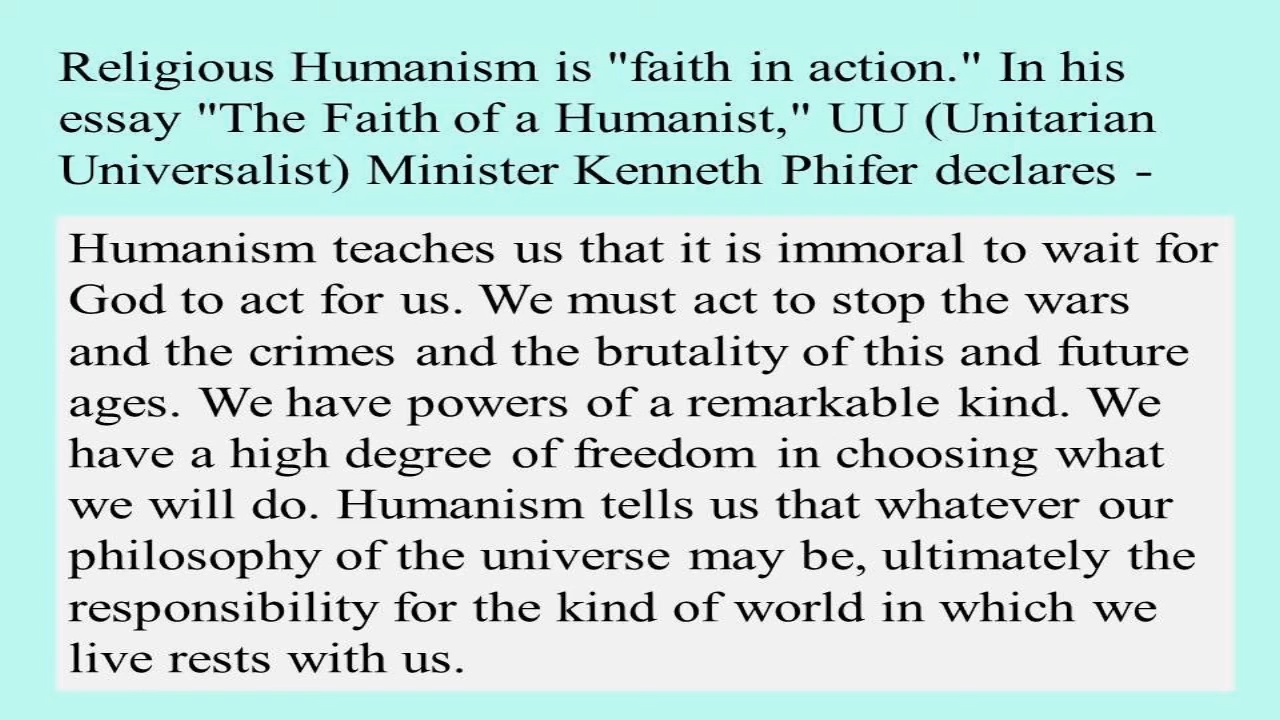 Religious Humanism is "faith in action." In his
essay "The Faith of a Humanist," UU (Unitarian
Universalist) Minister Kenneth Phifer declares -
Humanism teaches us that it is immoral to wait for
God to act for us. We must act to stop the wars
and the crimes and the brutality of this and future
ages. We have powers of a remarkable kind. We
have a high degree of freedom in choosing what
we will do. Humanism tells us that whatever our
philosophy of the universe may be, ultimately the
responsibility for the kind of world in which we
live rests with us.